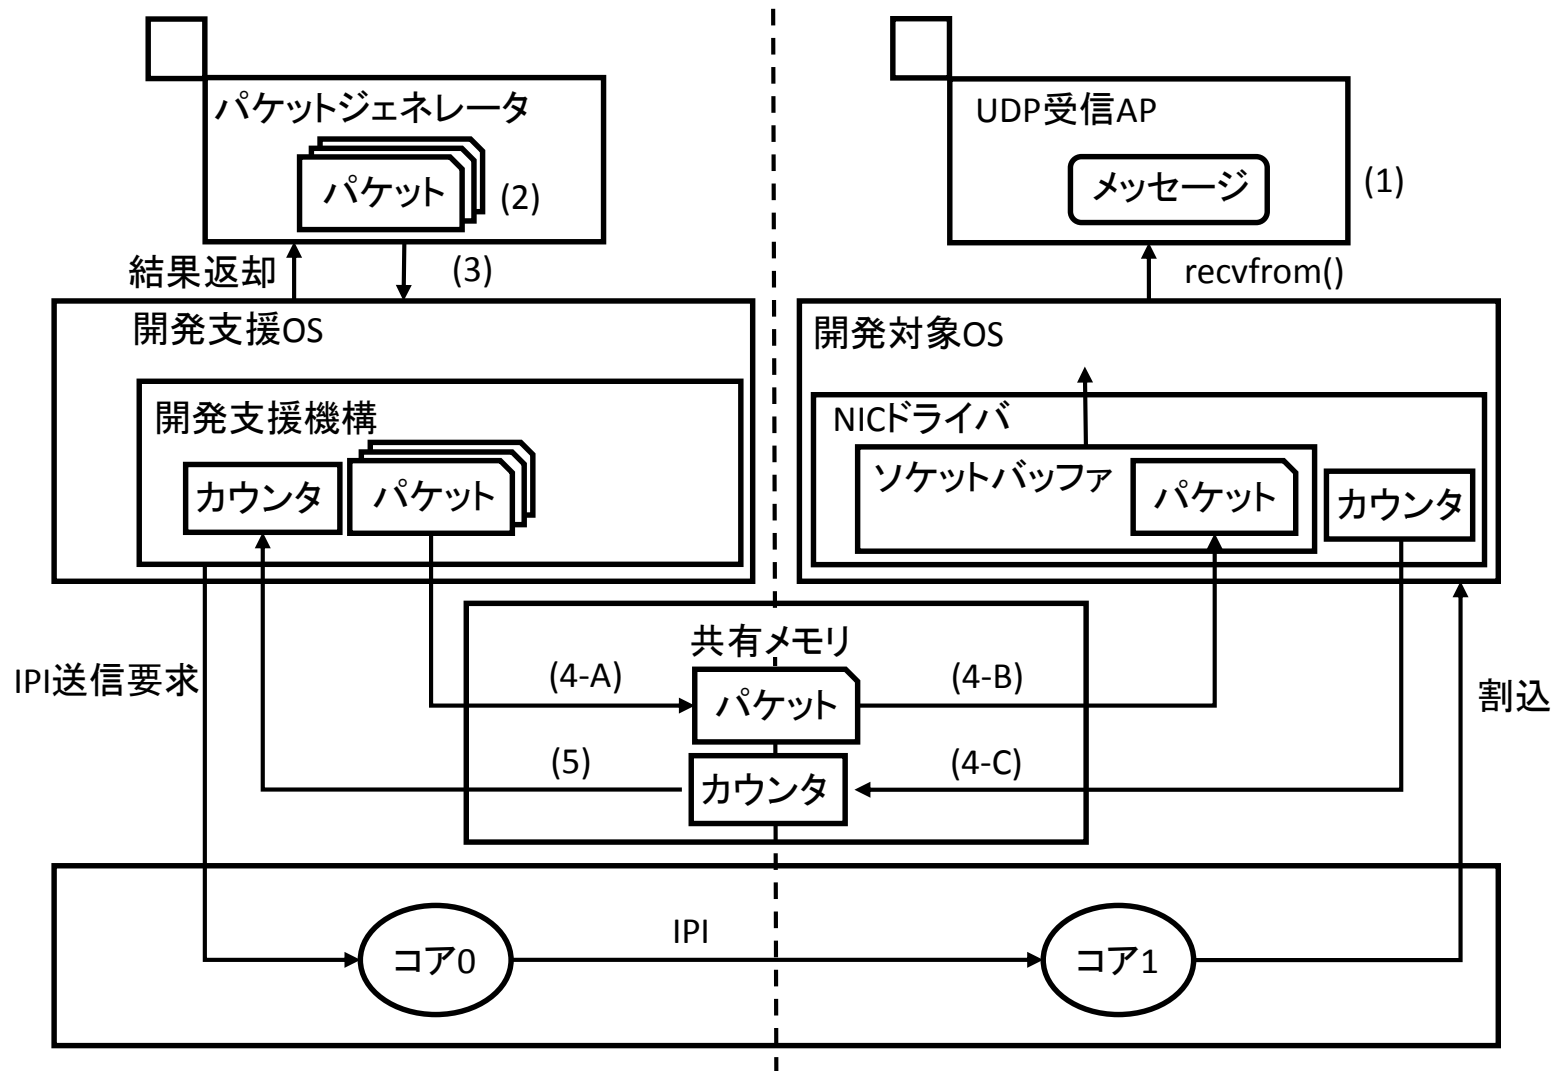 パケットジェネレータ
パケット
(2)
結果返却
(3)
開発支援OS
開発支援機構
カウンタ
パケット
IPI送信要求
UDP受信AP
メッセージ
(1)
recvfrom()
開発対象OS
NICドライバ
ソケットバッファ
パケット
カウンタ
割込
共有メモリ
(4-A)
パケット
(4-B)
(5)
カウンタ
(4-C)
コア0
IPI
コア1